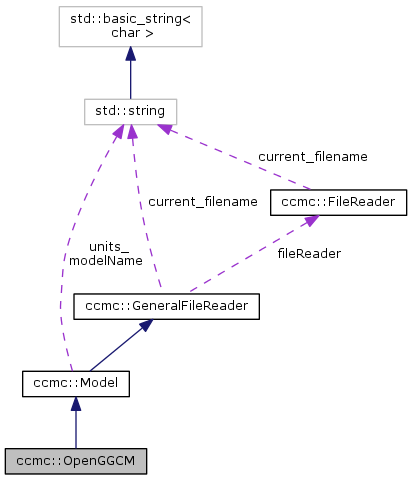 std::basic_string<
char >
std::string
current_filename
ccmc::FileReader
current_filename
units_
modelName
fileReader
ccmc::GeneralFileReader
ccmc::Model
ccmc::OpenGGCM